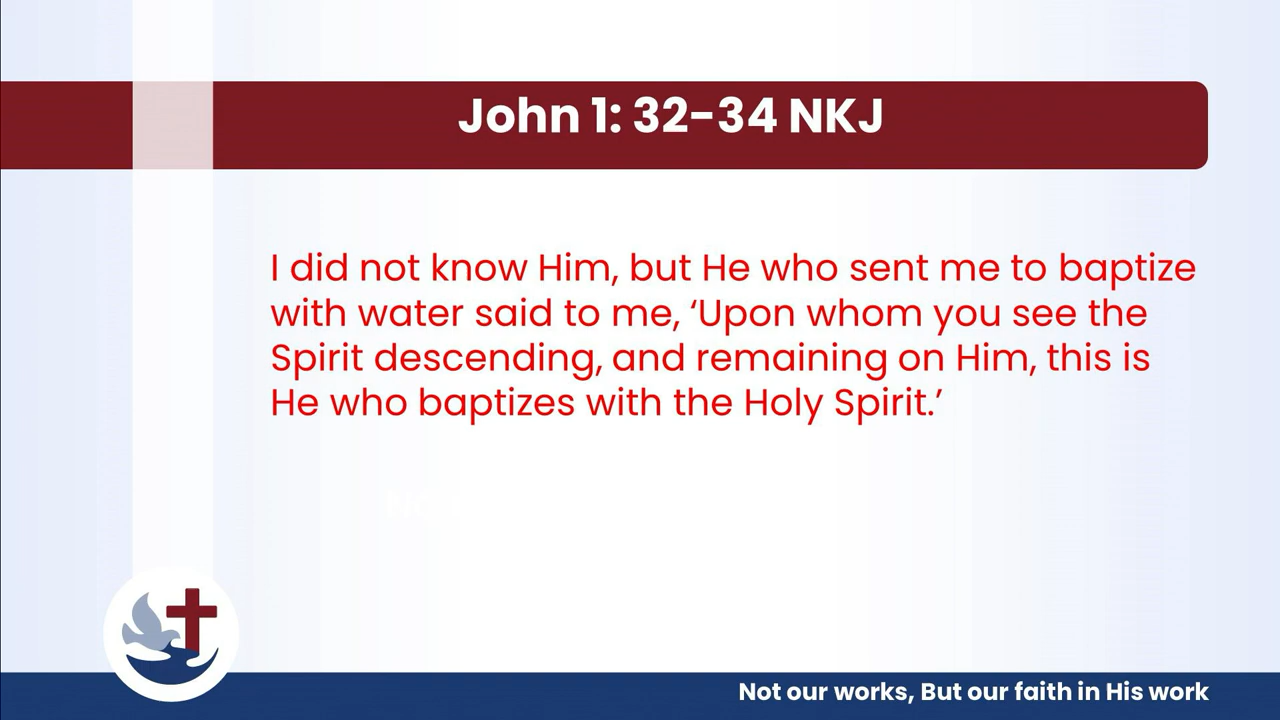 John 1: 32-34 NKJ
I did not know Him, but He who sent me to baptize
with water said to me, ‘Upon whom you see the
Spirit descending, and remaining on Him, this is
He who baptizes with the Holy Spirit.’
Not our works, But our faith in His work